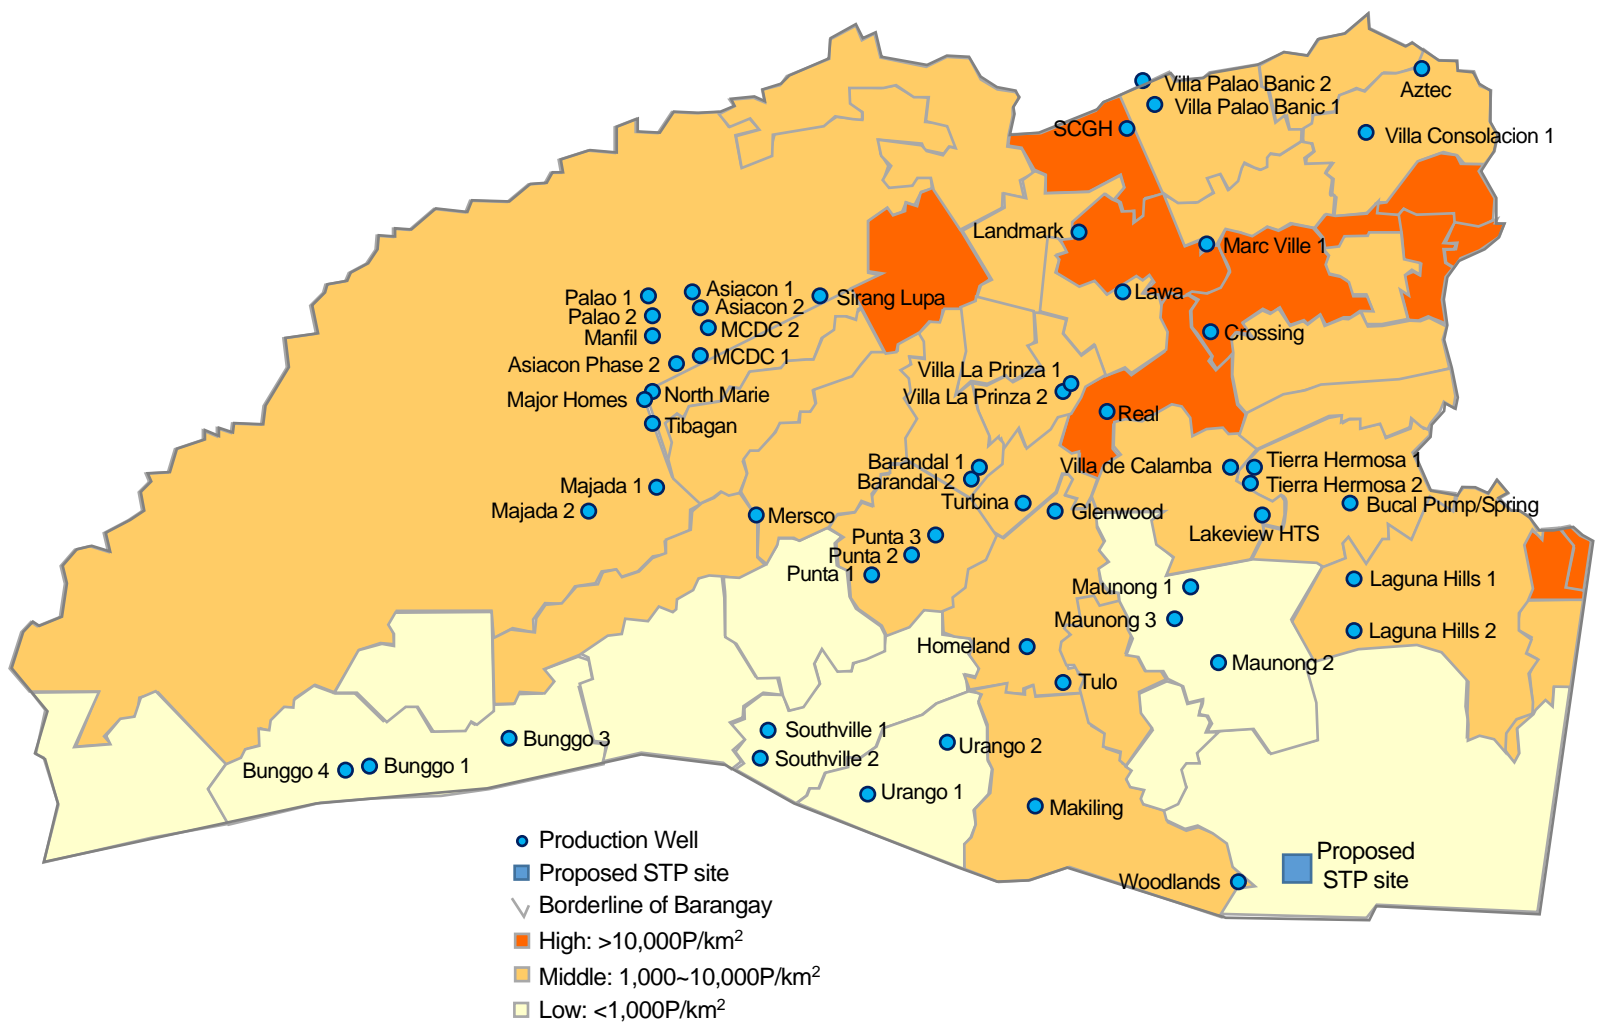 Villa Palao Banic 2
Aztec
Villa Palao Banic 1
SCGH
Villa Consolacion 1
Landmark
Marc Ville 1
Asiacon 1
Palao 1
Sirang Lupa
Lawa
Asiacon 2
Palao 2
MCDC 2
Manfil
Crossing
MCDC 1
Asiacon Phase 2
Villa La Prinza 1
North Marie
Villa La Prinza 2
Major Homes
Real
Tibagan
Barandal 1
Villa de Calamba
Tierra Hermosa 1
Barandal 2
Tierra Hermosa 2
Majada 1
Turbina
Bucal Pump/Spring
Majada 2
Mersco
Glenwood
Punta 3
Lakeview HTS
Punta 2
Punta 1
Maunong 1
Laguna Hills 1
Maunong 3
Laguna Hills 2
Homeland
Maunong 2
Tulo
Southville 1
Bunggo 3
Urango 2
Southville 2
Bunggo 4
Bunggo 1
Urango 1
Makiling
Woodlands
Proposed
STP site
Production Well
Proposed STP site
Borderline of Barangay
High: >10,000P/km²
Middle: 1,000~10,000P/km²
Low: <1,000P/km²